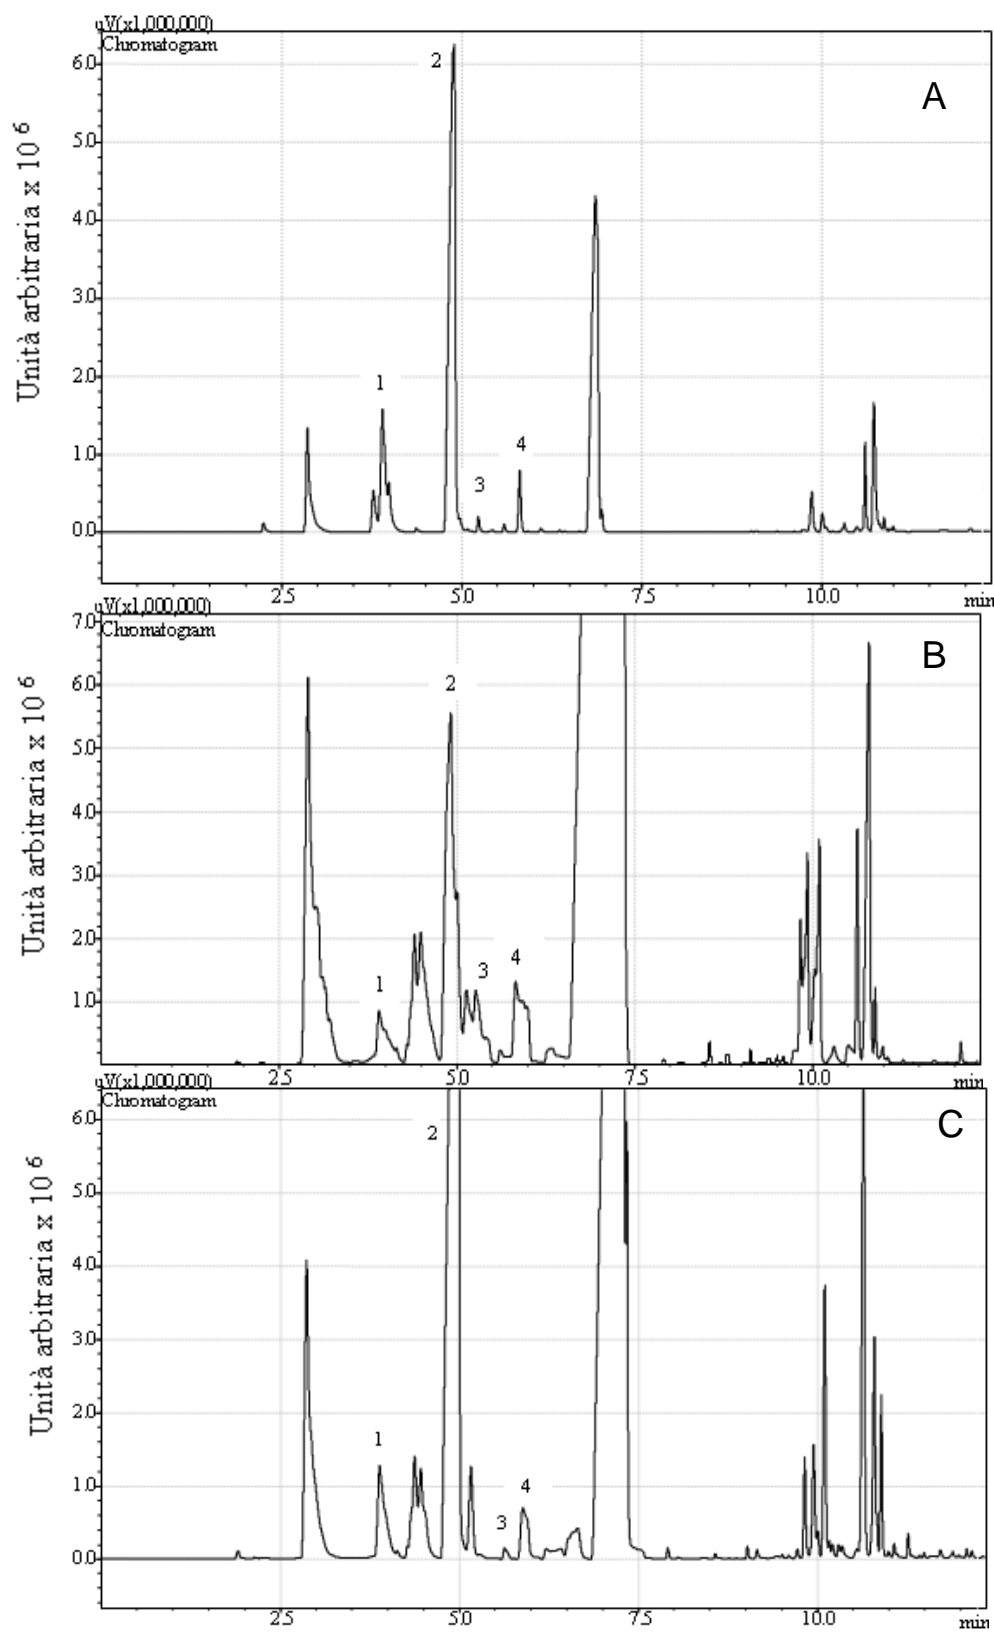 uV(x1,000,000)
Chromatogram
A
Unità arbitraria x 10 6
6.0
5.0
4.0
3.0
2.0
1.0
0.0
2
1
3
4
2.5 5.0 7.5 10.0 min
uV(x1,000,000)
Chromatogram
B
Unità arbitraria x 10 6
7.0
6.0
5.0
4.0
3.0
2.0
1.0
2
1
3
4
2.5 5.0 7.5 10.0 min
uV(x1,000,000)
Chromatogram
C
Unità arbitraria x 10 6
6.0
5.0
4.0
3.0
2.0
1.0
0.0
2
1
3
4
2.5 5.0 7.5 10.0 min